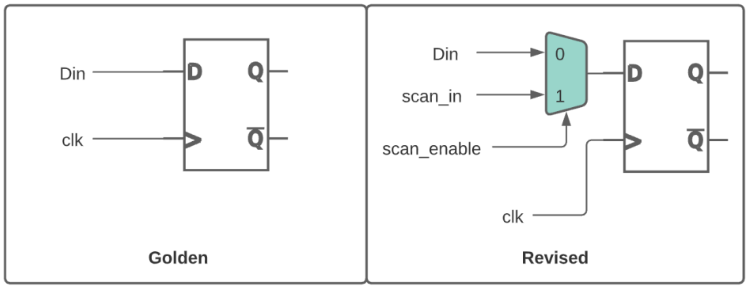 Din
D
Q
clk
Q
Golden
Din
0
scan_in
1
D
Q
scan_enable
Q
clk
Revised